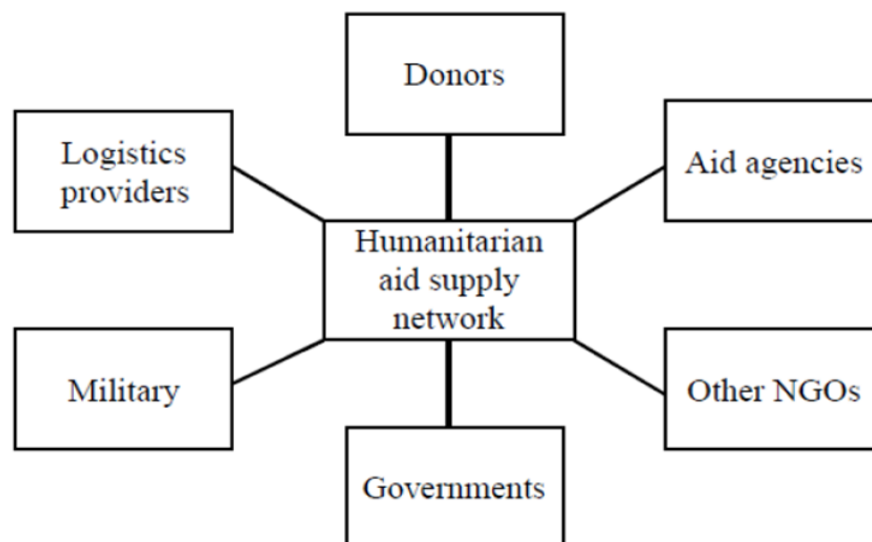 Donors
Logistics
providers
Aid agencies
Humanitarian
aid supply
network
Military
Other NGOs
Governments